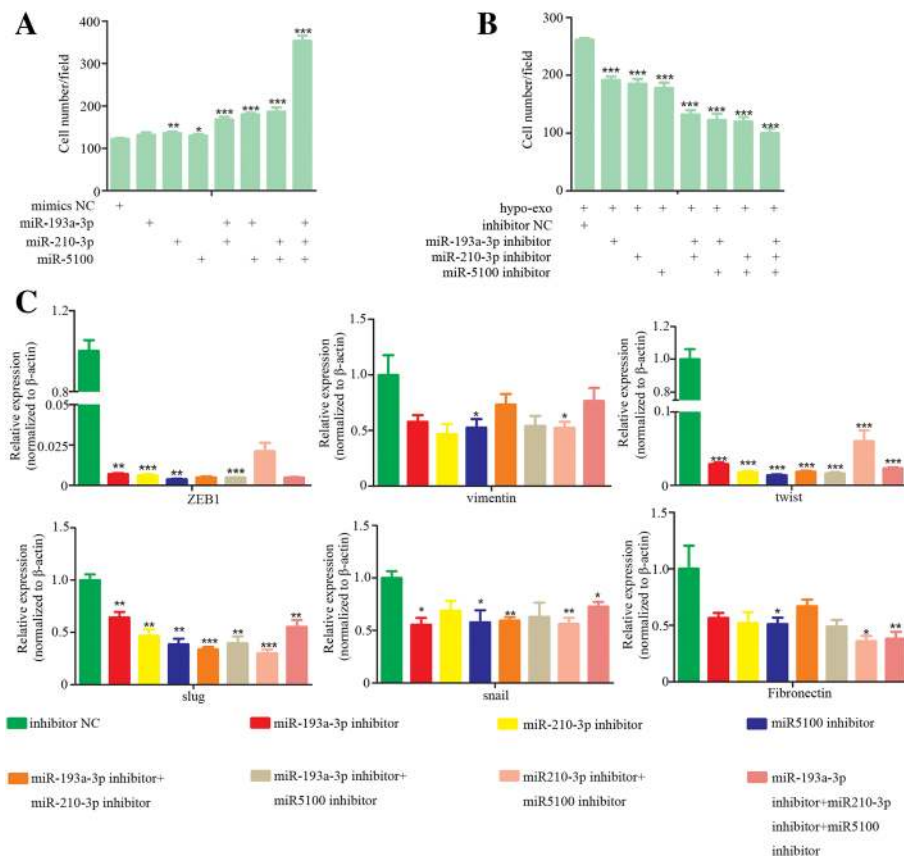 A
Cell number/field
400
300
200
100
0
**
*
***
***
***
***
mimics NC +
miR-193a-3p + + + +
miR-210-3p + + + +
miR-5100 + + + +
B
Cell number/field
300
200
100
0
***
***
***
***
***
***
***
hypo-exo + + + + + + + +
inhibitor NC +
miR-193a-3p inhibitor + + + +
miR-210-3p inhibitor + + + +
miR-5100 inhibitor + + + +
C
Relative expression
(normalized to β-actin)
1.2
1.0
0.8
0.05
0.025
0
**
***
**
***
ZEB1
Relative expression
(normalized to β-actin)
1.5
1.0
0.5
0
*
*
vimentin
Relative expression
(normalized to β-actin)
1.2
1.0
0.2
0.1
0
***
***
***
***
***
***
***
twist
Relative expression
(normalized to β-actin)
1.5
1.0
0.5
0
**
**
**
***
**
***
**
slug
Relative expression
(normalized to β-actin)
1.5
1.0
0.5
0
*
*
**
**
*
snail
Relative expression
(normalized to β-actin)
1.5
1.0
0.5
0
*
*
**
Fibronectin
inhibitor NC
miR-193a-3p inhibitor
miR-210-3p inhibitor
miR5100 inhibitor
miR-193a-3p inhibitor+
miR-210-3p inhibitor
miR-193a-3p inhibitor+
miR5100 inhibitor
miR210-3p inhibitor+
miR5100 inhibitor
miR-193a-3p
inhibitor+miR210-3p
inhibitor+miR5100
inhibitor